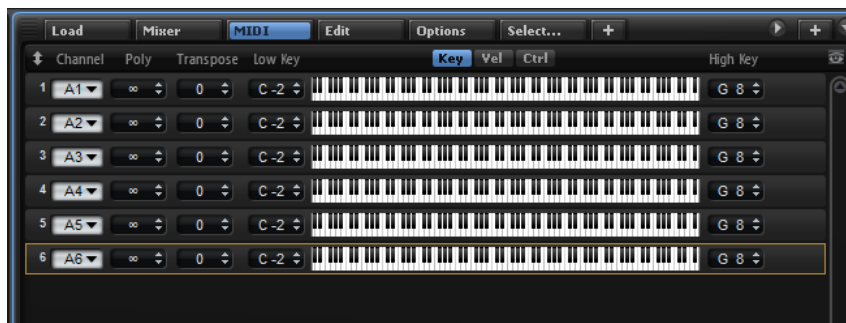 Load Mixer MIDI Edit Options Select... + +
Channel Poly Transpose Low Key Key Vel Ctrl High Key
1 A1 ∞ 0 C -2 G 8
2 A2 ∞ 0 C -2 G 8
3 A3 ∞ 0 C -2 G 8
4 A4 ∞ 0 C -2 G 8
5 A5 ∞ 0 C -2 G 8
6 A6 ∞ 0 C -2 G 8